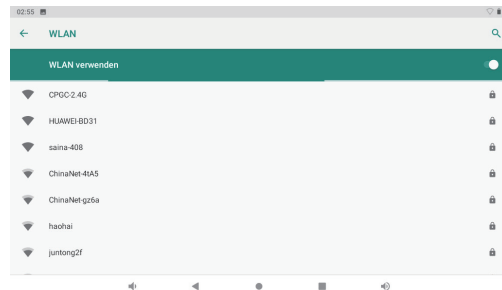 02:55
WLAN
WLAN verwenden
CPGC-2.4G
HUAWEI-BD31
saina-408
ChinaNet-4tA5
ChinaNet-gz6a
haohai
juntong2f